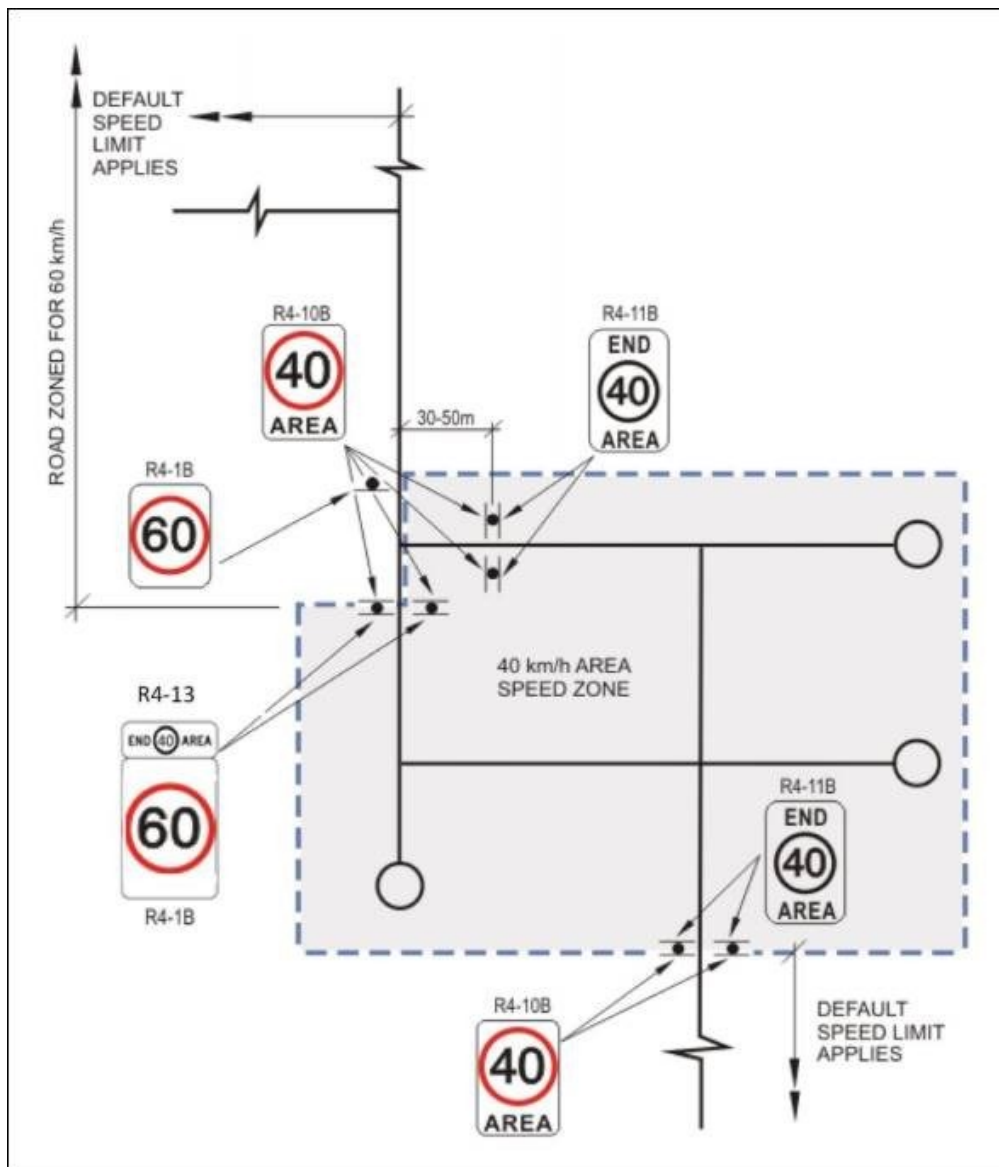 DEFAULT
SPEED
LIMIT
APPLIES
ROAD ZONED FOR 60 km/h
R4-10B
40
AREA
R4-11B
END
40
AREA
30-50m
R4-1B
60
40 km/h AREA
SPEED ZONE
R4-13
END 40 AREA
60
R4-1B
R4-11B
END
40
AREA
R4-10B
40
AREA
DEFAULT
SPEED LIMIT
APPLIES